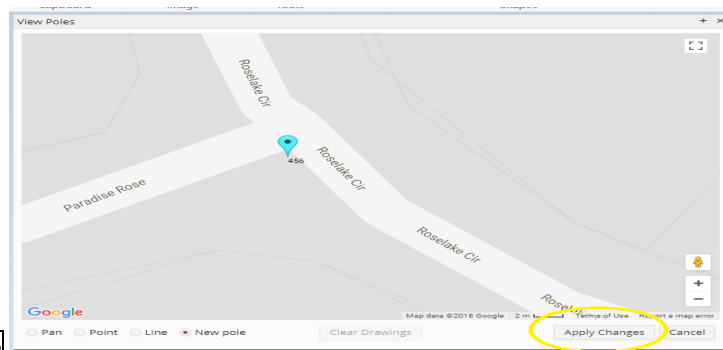 View Poles + ×
Roselake Cir
456
Roselake Cir
Paradise Rose
Roselake Cir
Google
Map data ©2018 Google 2 m Terms of Use Report a map error
Pan Point Line New pole Clear Drawings Apply Changes Cancel